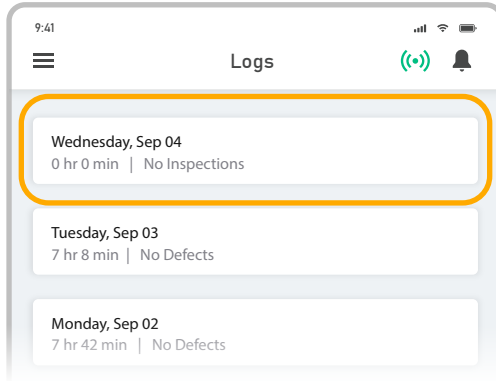 9:41
Logs
Wednesday, Sep 04
0 hr 0 min | No Inspections
Tuesday, Sep 03
7 hr 8 min | No Defects
Monday, Sep 02
7 hr 42 min | No Defects